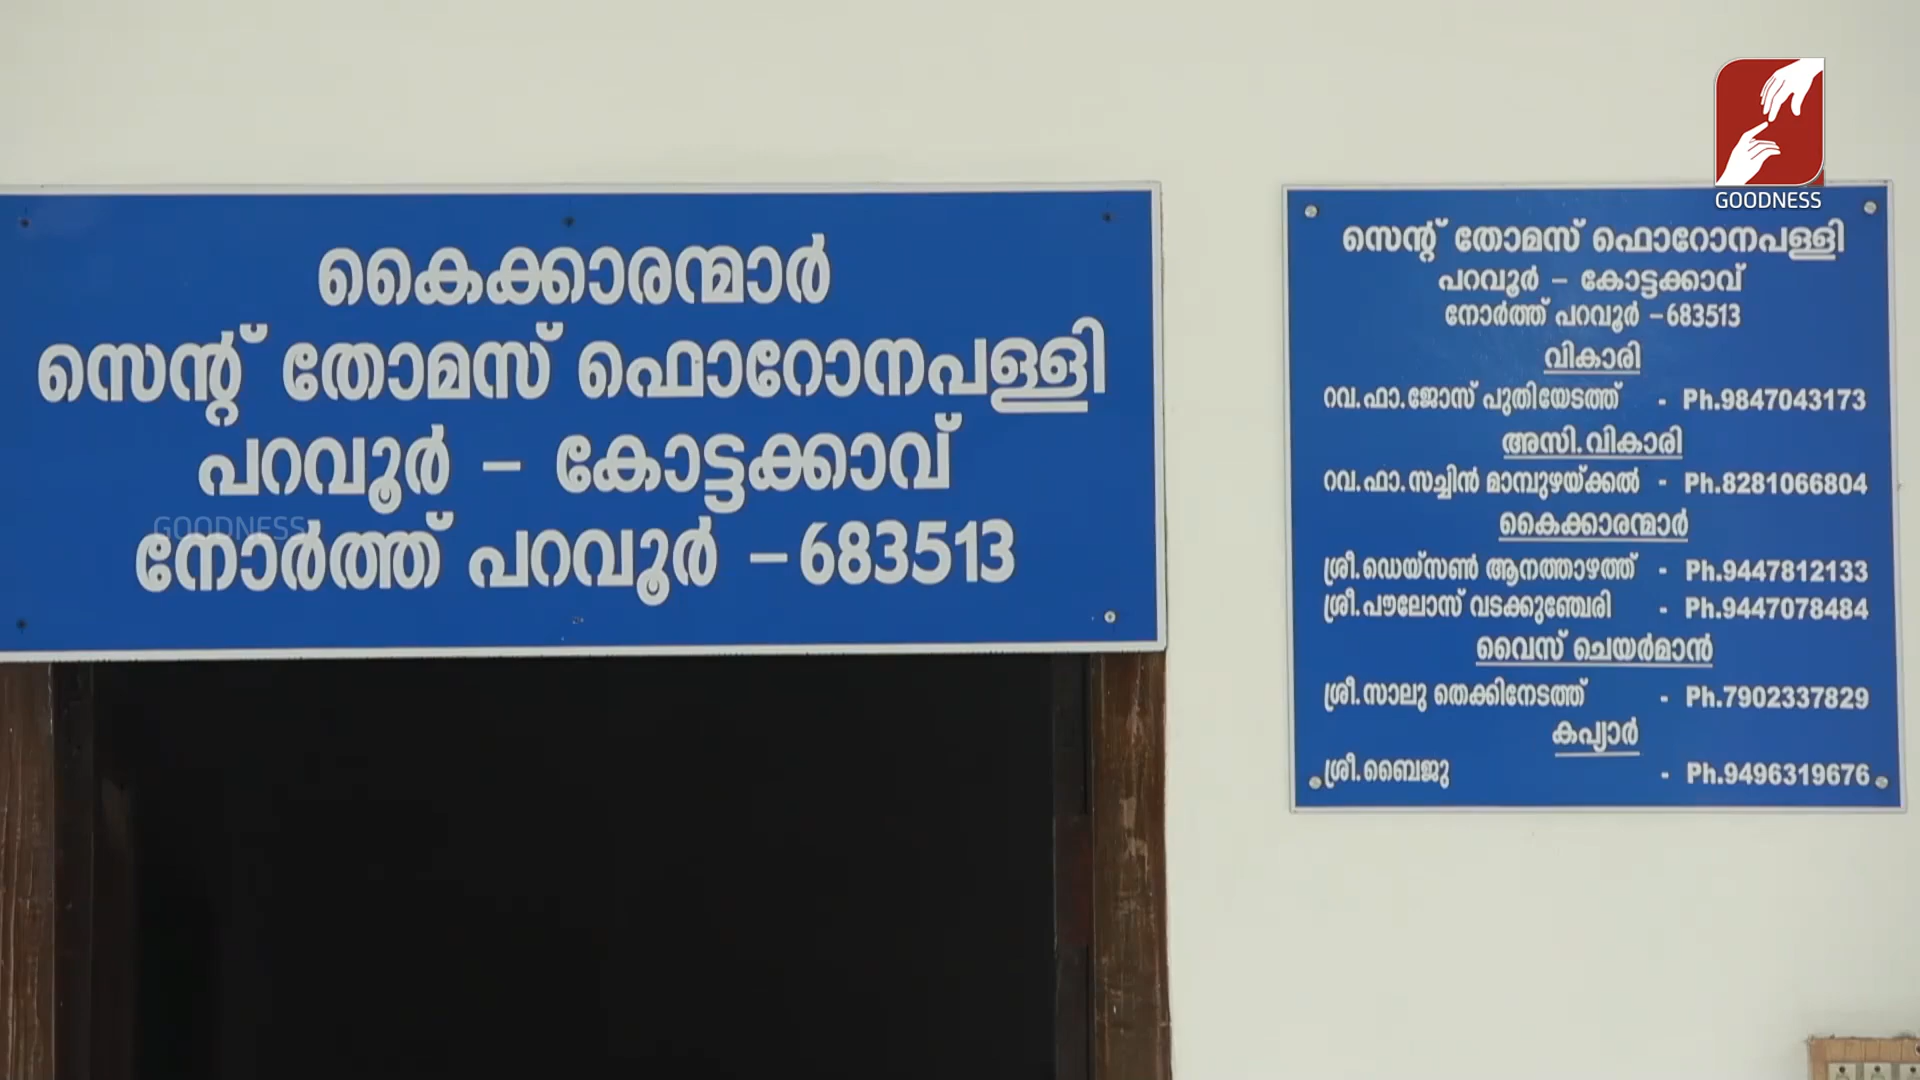 കൈക്കാരന്മാർ
സെന്റ് തോമസ് ഫൊറോനപള്ളി
പറവൂർ – കോട്ടക്കാവ്
നോർത്ത് പറവൂർ – 683513
GOODNESS
GOODNESS
സെന്റ് തോമസ് ഫൊറോനപള്ളി
പറവൂർ – കോട്ടക്കാവ്
നോർത്ത് പറവൂർ – 683513
വികാരി
റവ.ഫാ.ജോസ് പുതിയേടത്ത് - Ph.9847043173
അസി.വികാരി
റവ.ഫാ.സച്ചിൻ മാമ്പുഴയ്ക്കൽ - Ph.8281066804
കൈക്കാരന്മാർ
ശ്രീ.ഡെയ്സൺ ആനത്താഴത്ത് - Ph.9447812133
ശ്രീ.പൗലോസ് വടക്കുഞ്ചേരി - Ph.9447078484
വൈസ് ചെയർമാൻ
ശ്രീ.സാലു തെക്കിനേടത്ത് - Ph.7902337829
കപ്യാർ
ശ്രീ.ബൈജു - Ph.9496319676